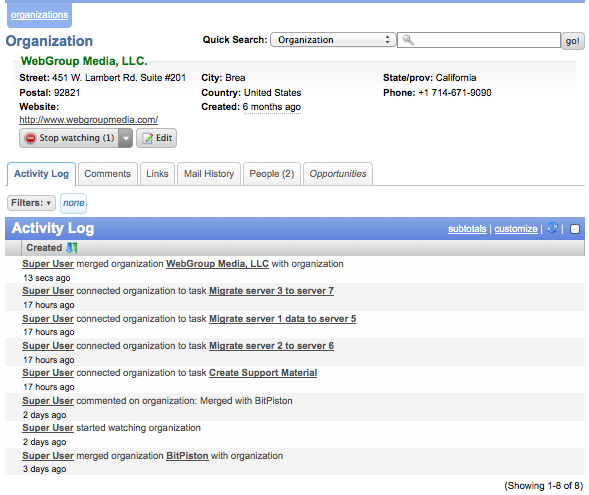 organizations
Organization
Quick Search: Organization go!
WebGroup Media, LLC.
Street: 451 W. Lambert Rd. Suite #201 City: Brea State/prov: California
Postal: 92821 Country: United States Phone: +1 714-671-9090
Website: Created: 6 months ago
http://www.webgroupmedia.com/
Stop watching (1) Edit
Activity Log Comments Links Mail History People (2) Opportunities
Filters: none
Activity Log subtotals | customize | |
Created
Super User merged organization WebGroup Media, LLC with organization
13 secs ago
Super User connected organization to task Migrate server 3 to server 7
17 hours ago
Super User connected organization to task Migrate server 1 data to server 5
17 hours ago
Super User connected organization to task Migrate server 2 to server 6
17 hours ago
Super User connected organization to task Create Support Material
17 hours ago
Super User commented on organization: Merged with BitPiston
2 days ago
Super User started watching organization
2 days ago
Super User merged organization BitPiston with organization
3 days ago
(Showing 1-8 of 8)